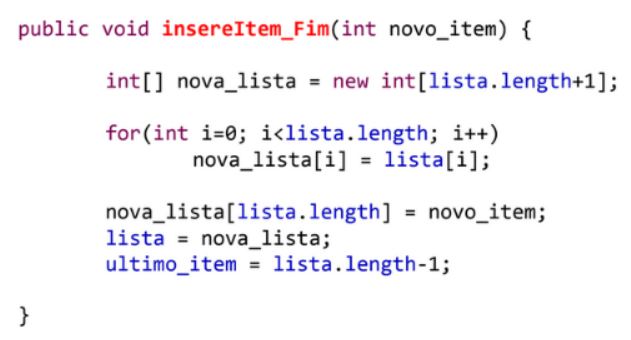 public void insereItem_Fim(int novo_item) {
int[] nova_lista = new int[lista.length+1];
for(int i=0; i<lista.length; i++)
nova_lista[i] = lista[i];
nova_lista[lista.length] = novo_item;
lista = nova_lista;
ultimo_item = lista.length-1;
}